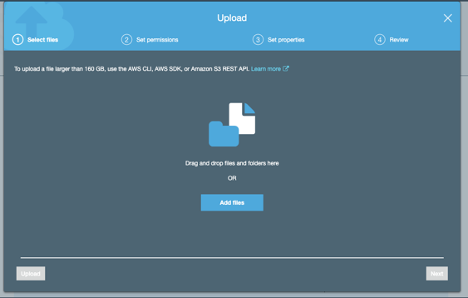 Upload
1 Select files
2 Set permissions
3 Set properties
4 Review
To upload a file larger than 160 GB, use the AWS CLI, AWS SDK, or Amazon S3 REST API. Learn more
Drag and drop files and folders here
OR
Add files
Upload
Next